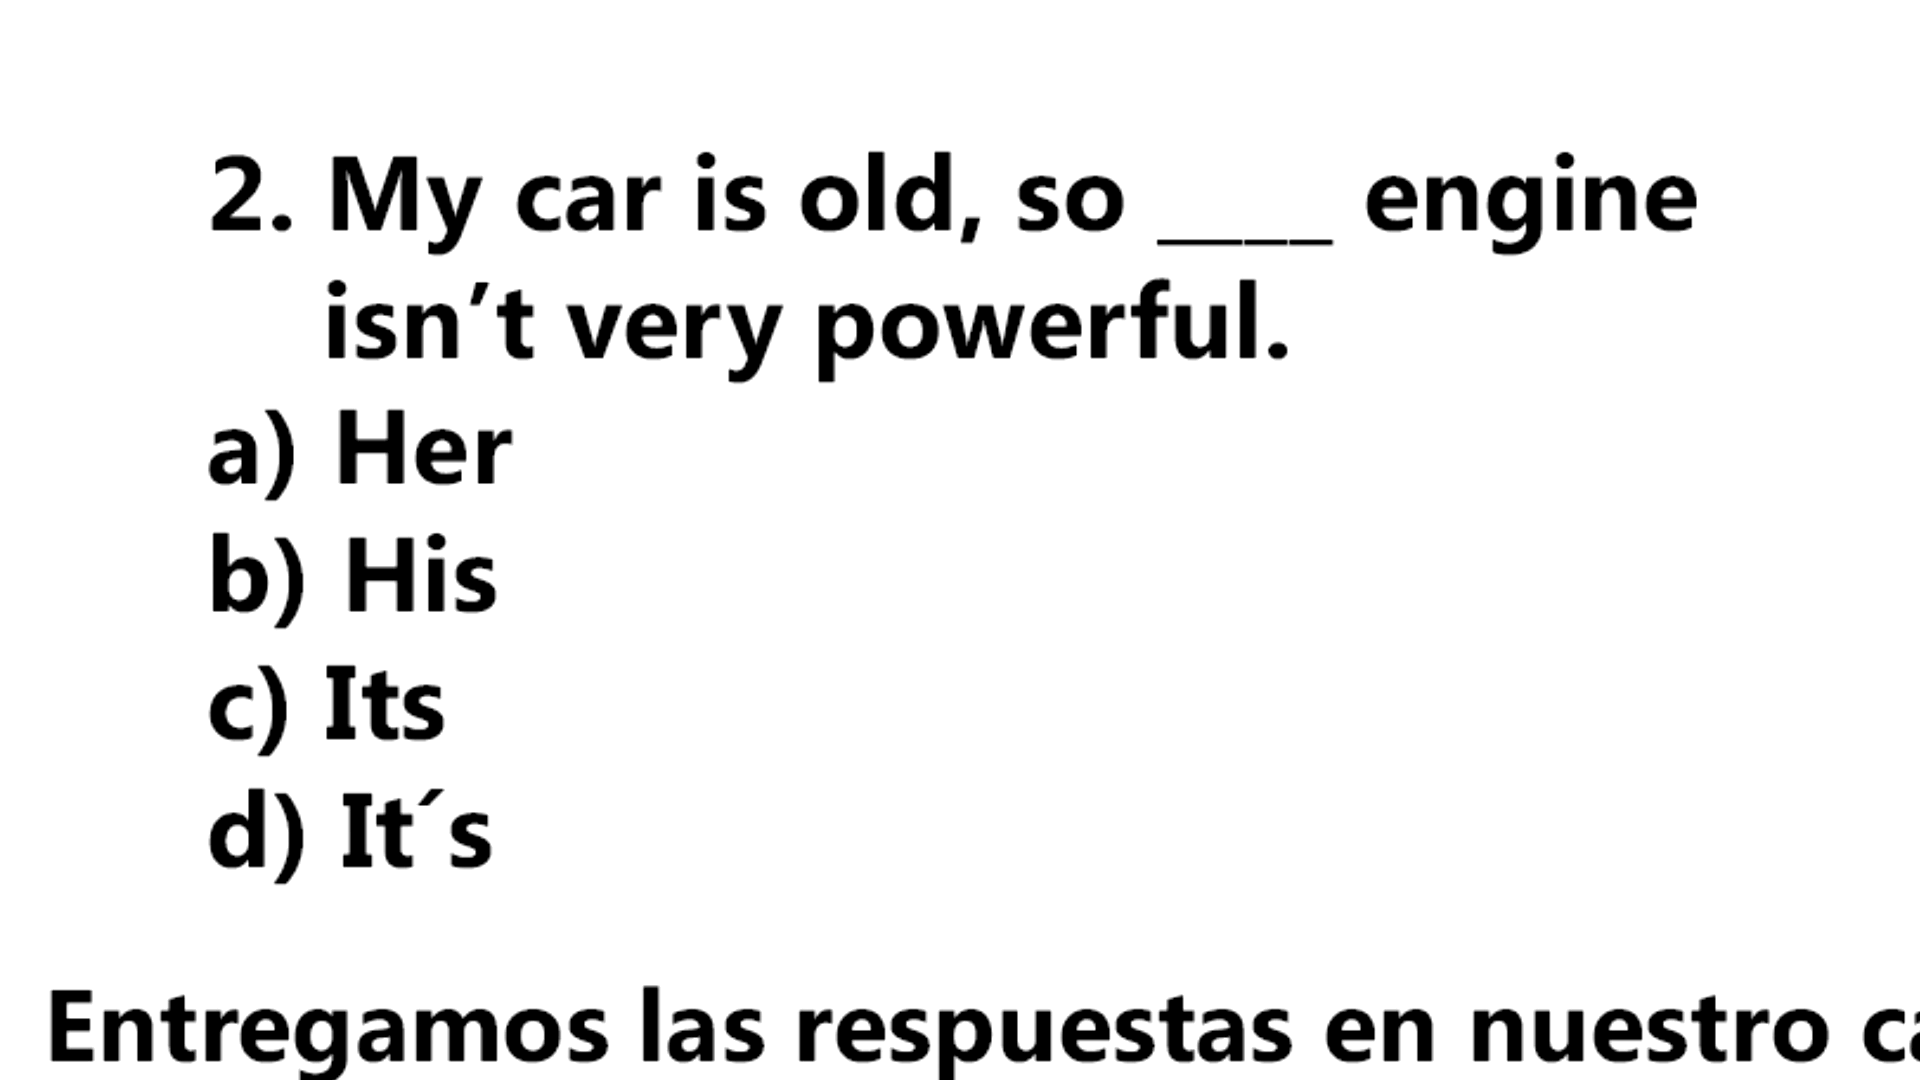 2. My car is old, so ____ engine
isn’t very powerful.
a) Her
b) His
c) Its
d) It´s
Entregamos las respuestas en nuestro